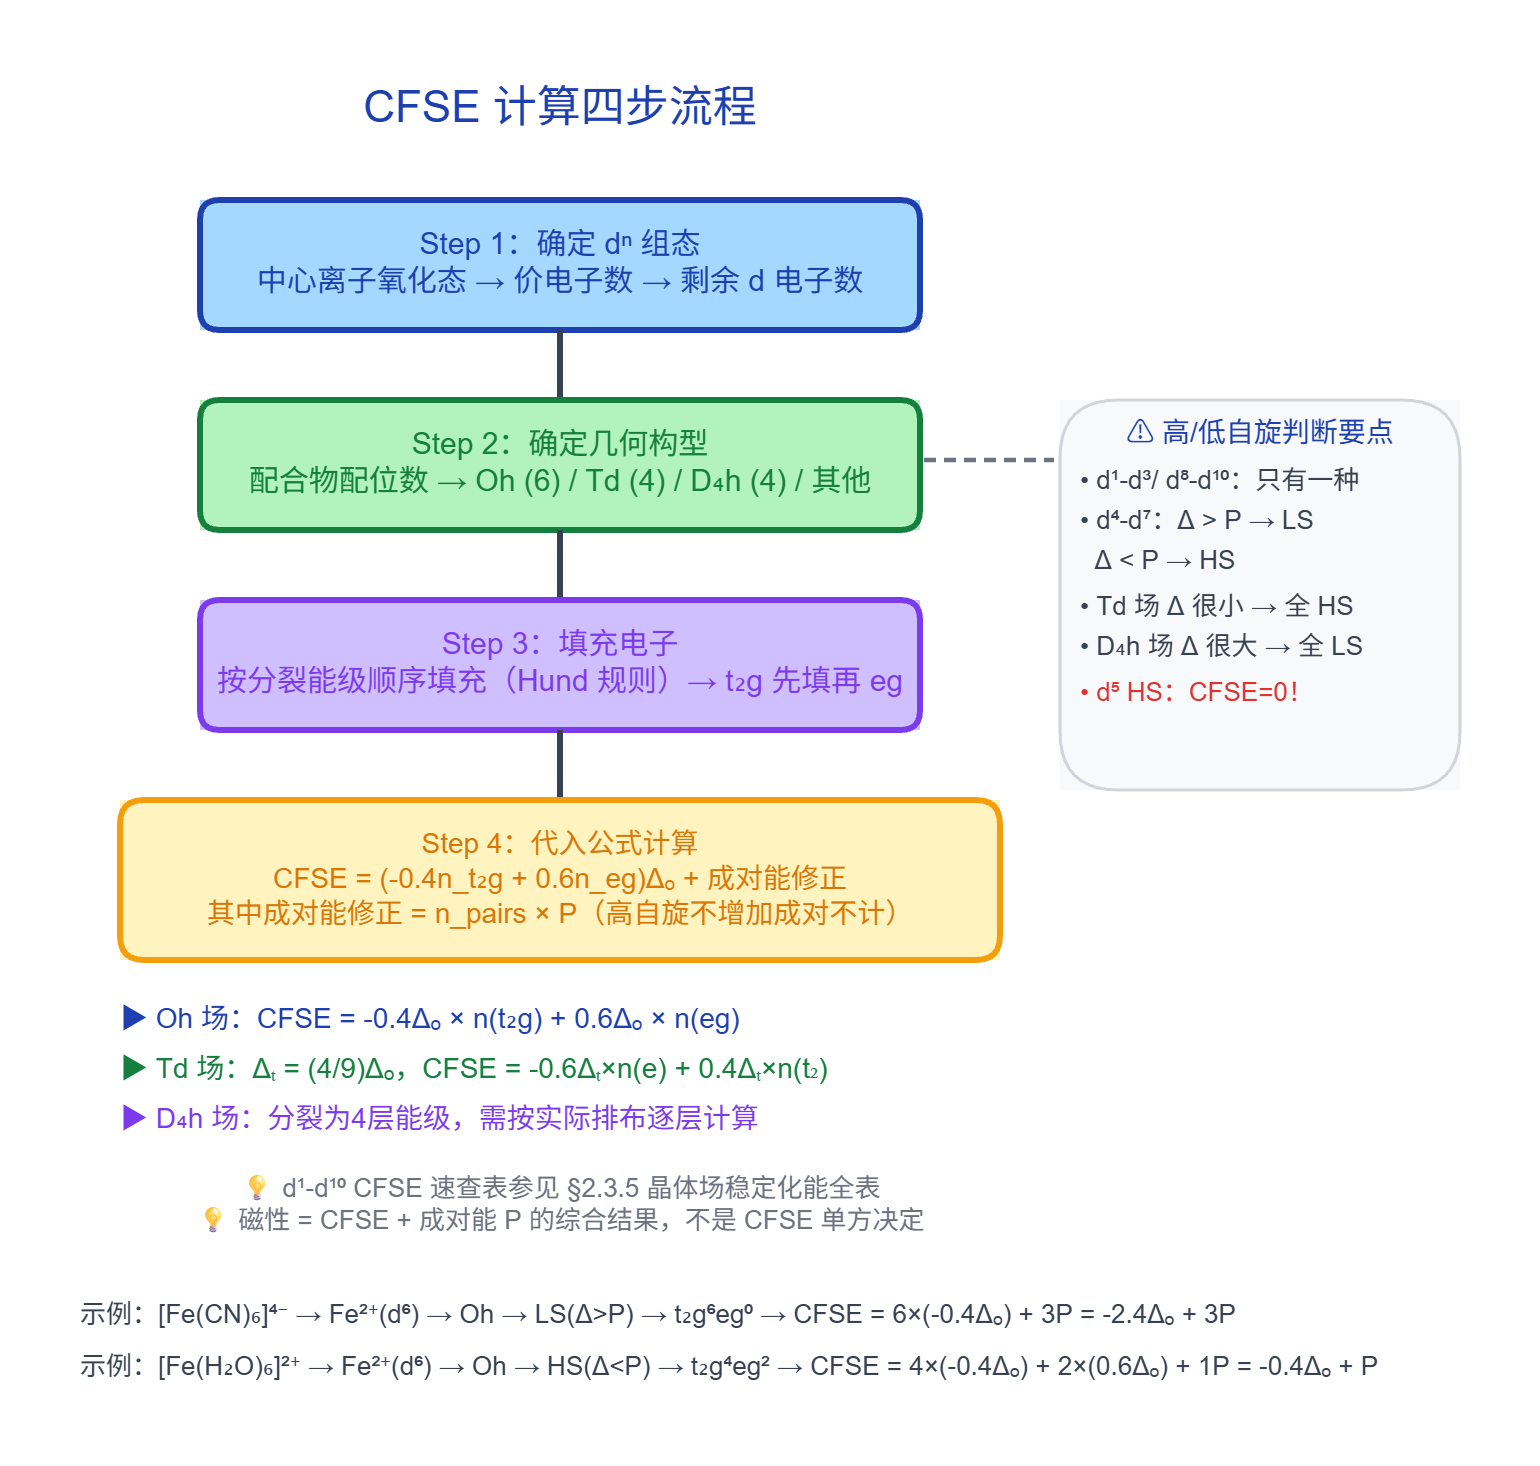 CFSE 计算四步流程
Step 1：确定 dⁿ 组态
中心离子氧化态 → 价电子数 → 剩余 d 电子数
Step 2：确定几何构型
配合物配位数 → Oh (6) / Td (4) / D₄h (4) / 其他
⚠ 高/低自旋判断要点
• d¹-d³/ d⁸-d¹⁰：只有一种
• d⁴-d⁷：Δ > P → LS
Δ < P → HS
• Td 场 Δ 很小 → 全 HS
• D₄h 场 Δ 很大 → 全 LS
• d⁵ HS：CFSE=0！
Step 3：填充电子
按分裂能级顺序填充（Hund 规则）→ t₂g 先填再 eg
Step 4：代入公式计算
CFSE = (-0.4n_t₂g + 0.6n_eg)Δₒ + 成对能修正
其中成对能修正 = n_pairs × P（高自旋不增加成对不计）
▶ Oh 场：CFSE = -0.4Δₒ × n(t₂g) + 0.6Δₒ × n(eg)
▶ Td 场：Δₜ = (4/9)Δₒ，CFSE = -0.6Δₜ×n(e) + 0.4Δₜ×n(t₂)
▶ D₄h 场：分裂为4层能级，需按实际排布逐层计算
💡 d¹-d¹⁰ CFSE 速查表参见 §2.3.5 晶体场稳定化能全表
💡 磁性 = CFSE + 成对能 P 的综合结果，不是 CFSE 单方决定
示例：[Fe(CN)₆]⁴⁻ → Fe²⁺(d⁶) → Oh → LS(Δ>P) → t₂g⁶eg⁰ → CFSE = 6×(-0.4Δₒ) + 3P = -2.4Δₒ + 3P
示例：[Fe(H₂O)₆]²⁺ → Fe²⁺(d⁶) → Oh → HS(Δ<P) → t₂g⁴eg² → CFSE = 4×(-0.4Δₒ) + 2×(0.6Δₒ) + 1P = -0.4Δₒ + P